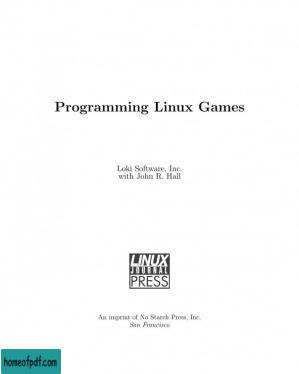 Programming Linux Games
Loki Software, Inc.
with John R. Hall
LINUX
JOURNAL
PRESS
An imprint of No Starch Press, Inc.
San Francisco
homeofpdf.com